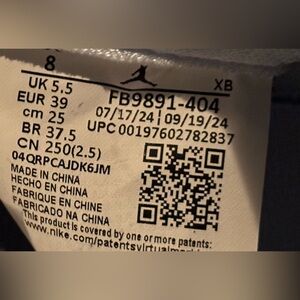 8
XB
UK 5.5
EUR 39
cm 25
BR 37.5
CN 250(2.5)
04QRPCAJDK6JM
MADE IN CHINA
HECHO EN CHINA
FABRIQUE EN CHINE
FABRICADO NA CHINA
This product is covered by one or more patents:
www.nike.com/patentsvirtual
FB9891-404
07/17/24 | 09/19/24
UPC 00197602782837